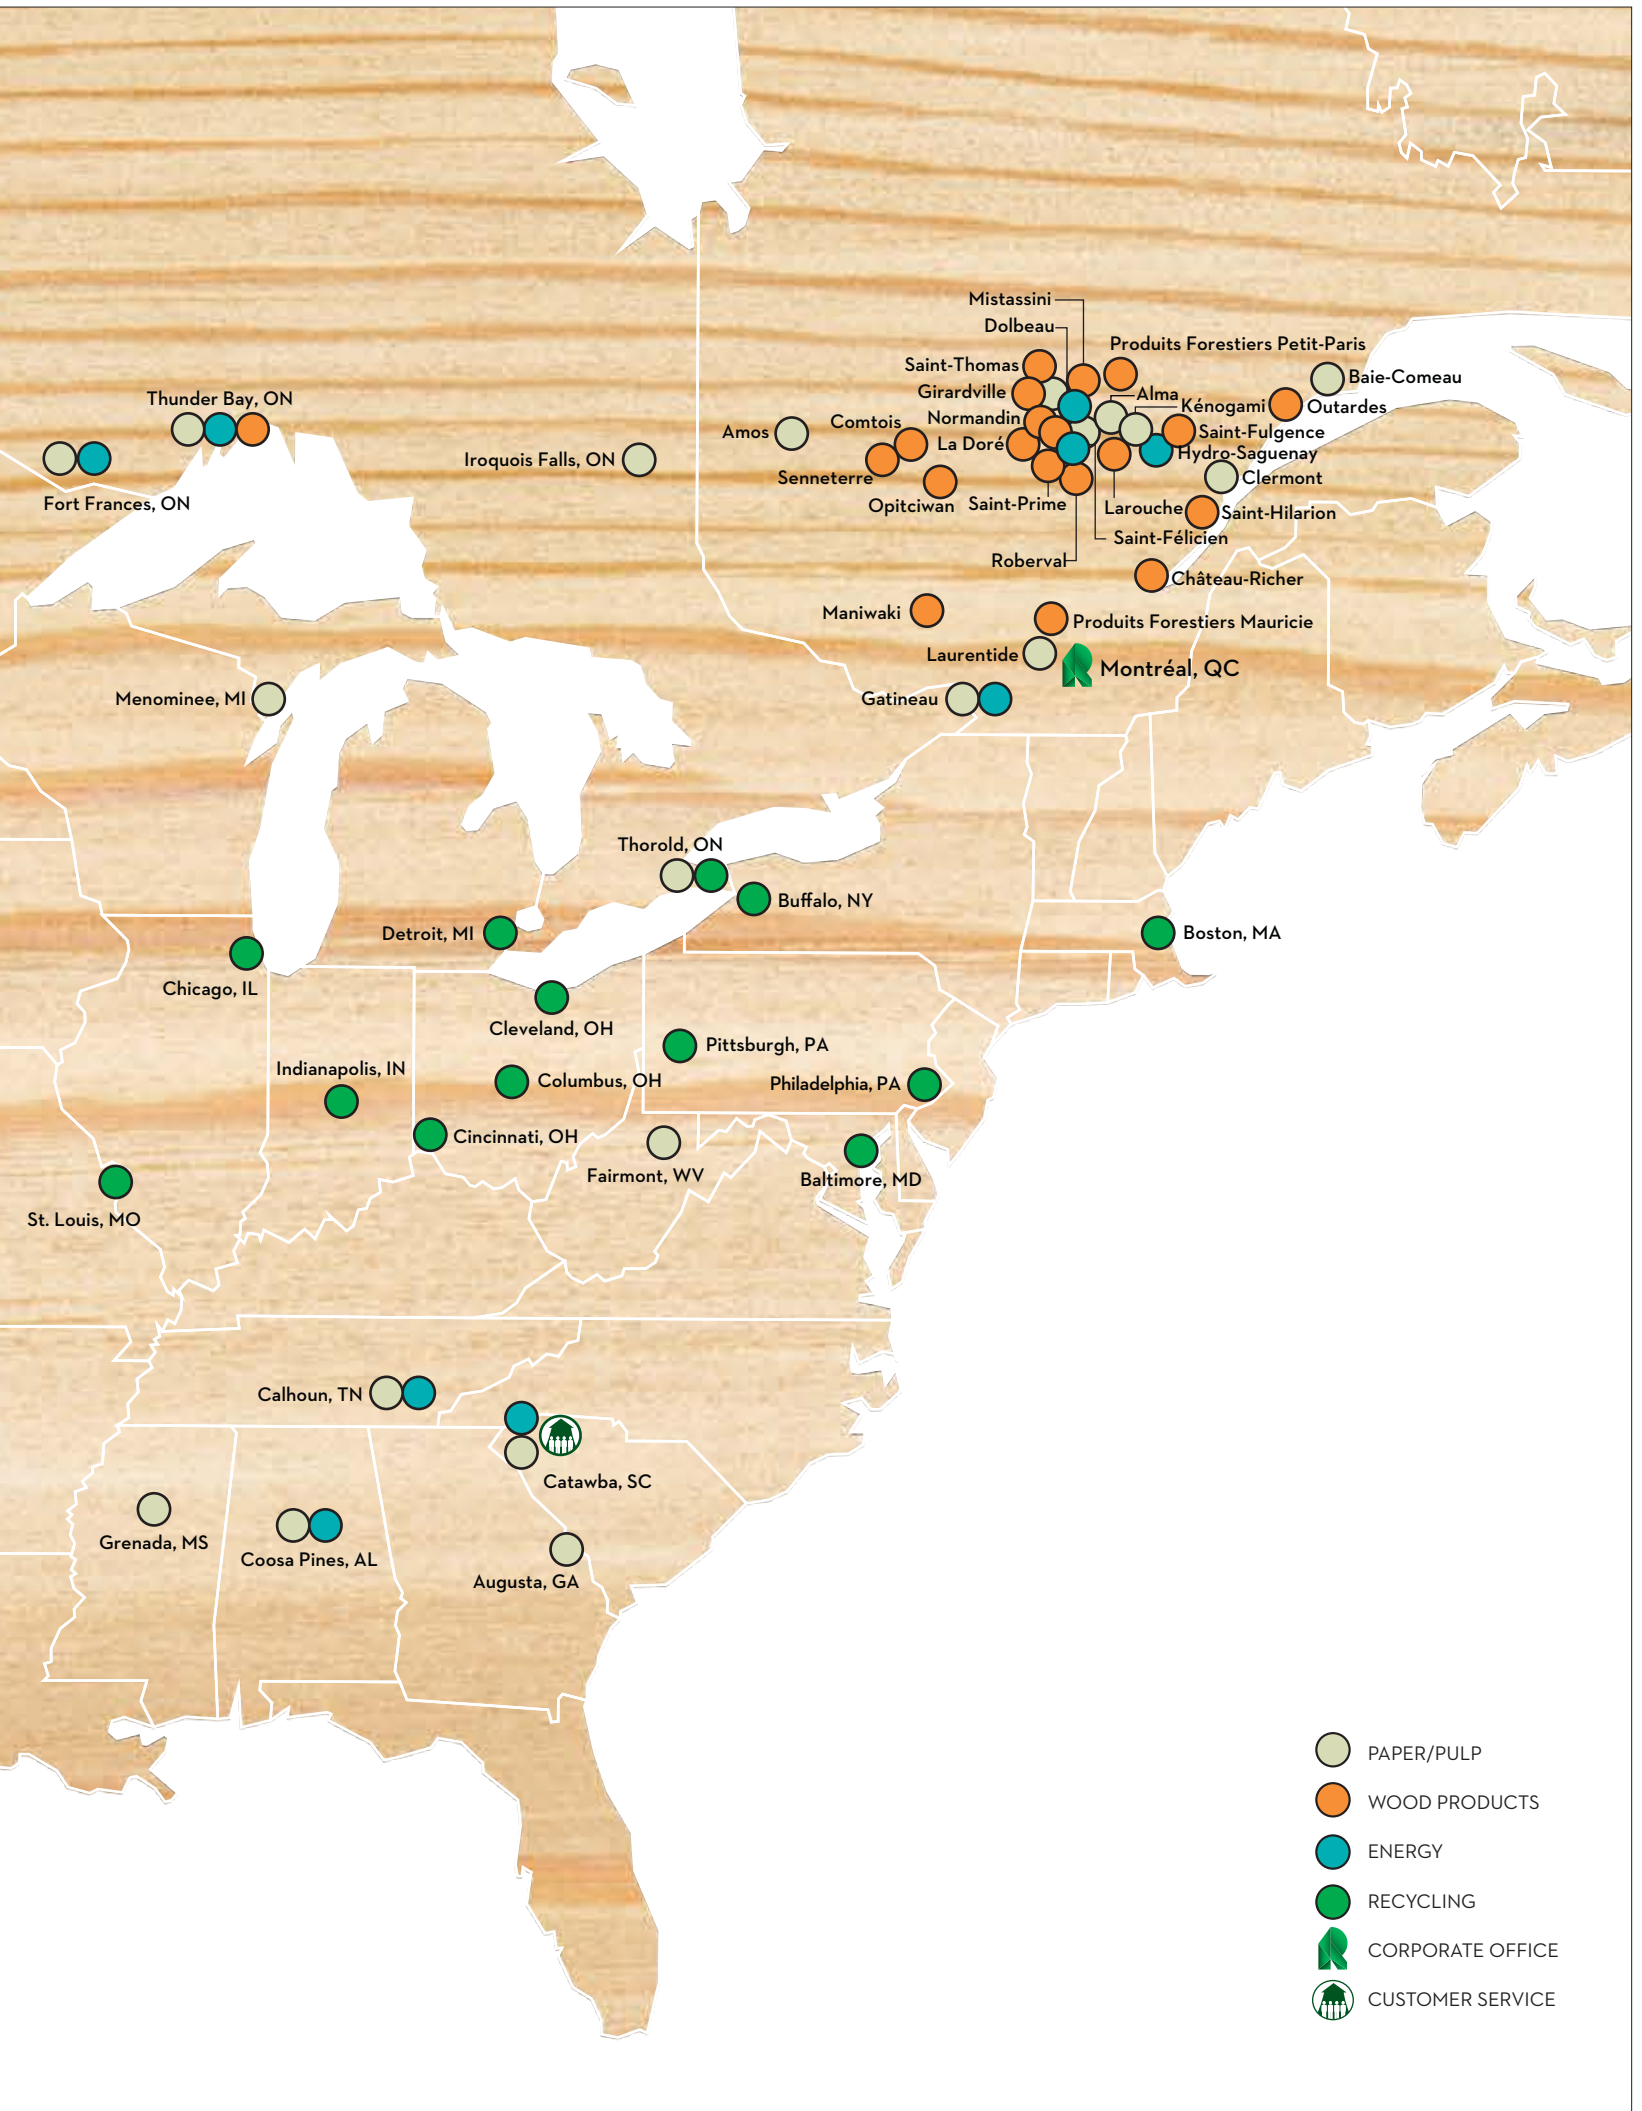 Mistassini
Dolbeau
Produits Forestiers Petit-Paris
Saint-Thomas
Baie-Comeau
Girardville
Alma
Thunder Bay, ON
Kénogami
Outardes
Normandin
Comtois
Saint-Fulgence
Amos
La Doré
Hydro-Saguenay
Iroquois Falls, ON
Senneterre
Clermont
Fort Frances, ON
Opitciwan
Saint-Prime
Larouche
Saint-Hilarion
Saint-Félicien
Roberval
Château-Richer
Maniwaki
Produits Forestiers Mauricie
Laurentide
Montréal, QC
Menominee, MI
Gatineau
Thorold, ON
Buffalo, NY
Detroit, MI
Boston, MA
Chicago, IL
Cleveland, OH
Pittsburgh, PA
Indianapolis, IN
Columbus, OH
Philadelphia, PA
Cincinnati, OH
Fairmont, WV
Baltimore, MD
St. Louis, MO
Calhoun, TN
Catawba, SC
Grenada, MS
Coosa Pines, AL
Augusta, GA
PAPER/PULP
WOOD PRODUCTS
ENERGY
RECYCLING
CORPORATE OFFICE
CUSTOMER SERVICE